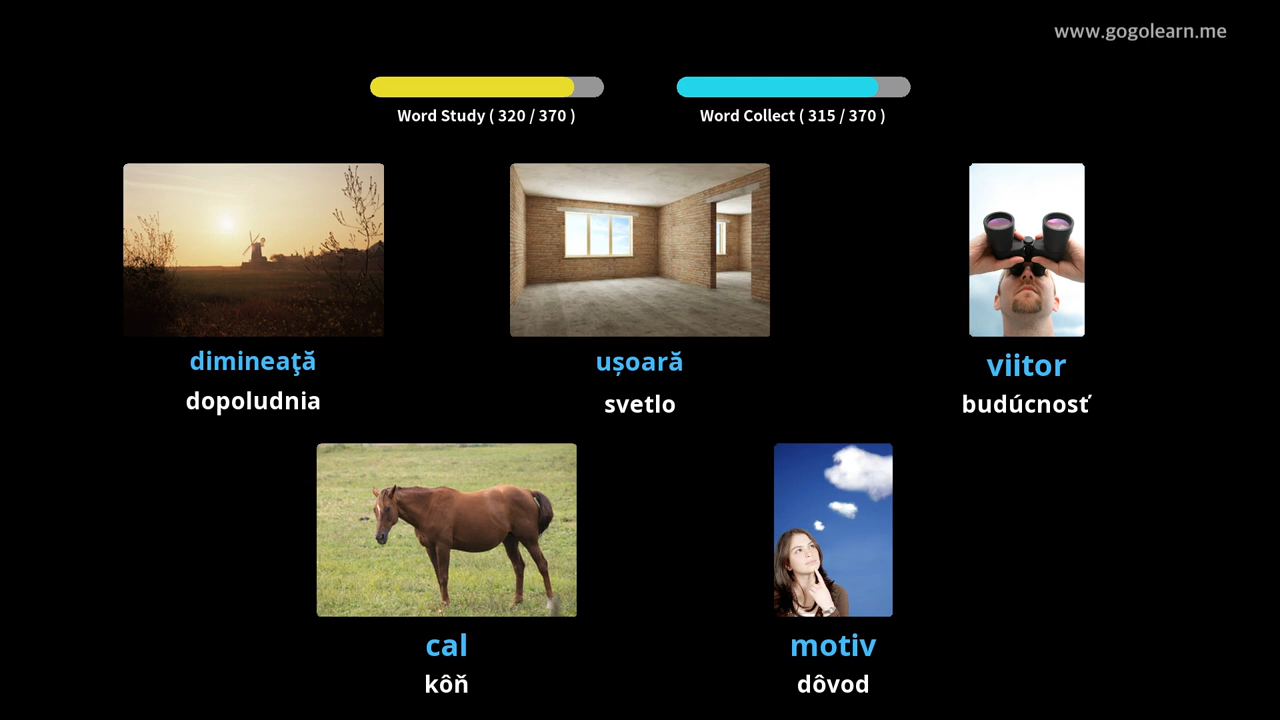 www.gogolearn.me
Word Study ( 320 / 370 )
Word Collect ( 315 / 370 )
dimineaţă
ușoară
viitor
dopoludnia
svetlo
budúcnosť
cal
motiv
kôň
dôvod